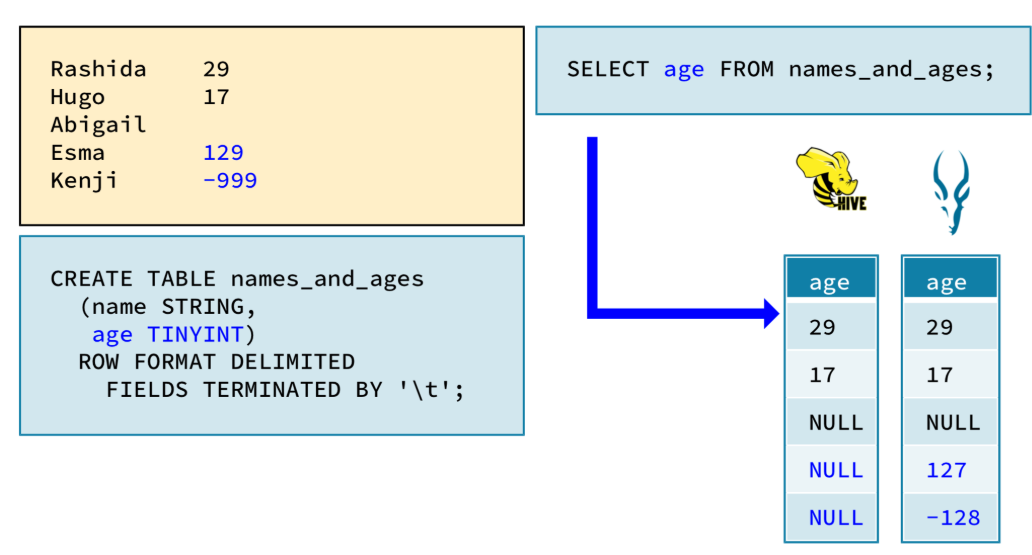 Rashida 29
Hugo 17
Abigail
Esma 129
Kenji -999
CREATE TABLE names_and_ages
(name STRING,
age TINYINT)
ROW FORMAT DELIMITED
FIELDS TERMINATED BY '\t';
SELECT age FROM names_and_ages;
HIVE
age age
29 29
17 17
NULL NULL
NULL 127
NULL -128